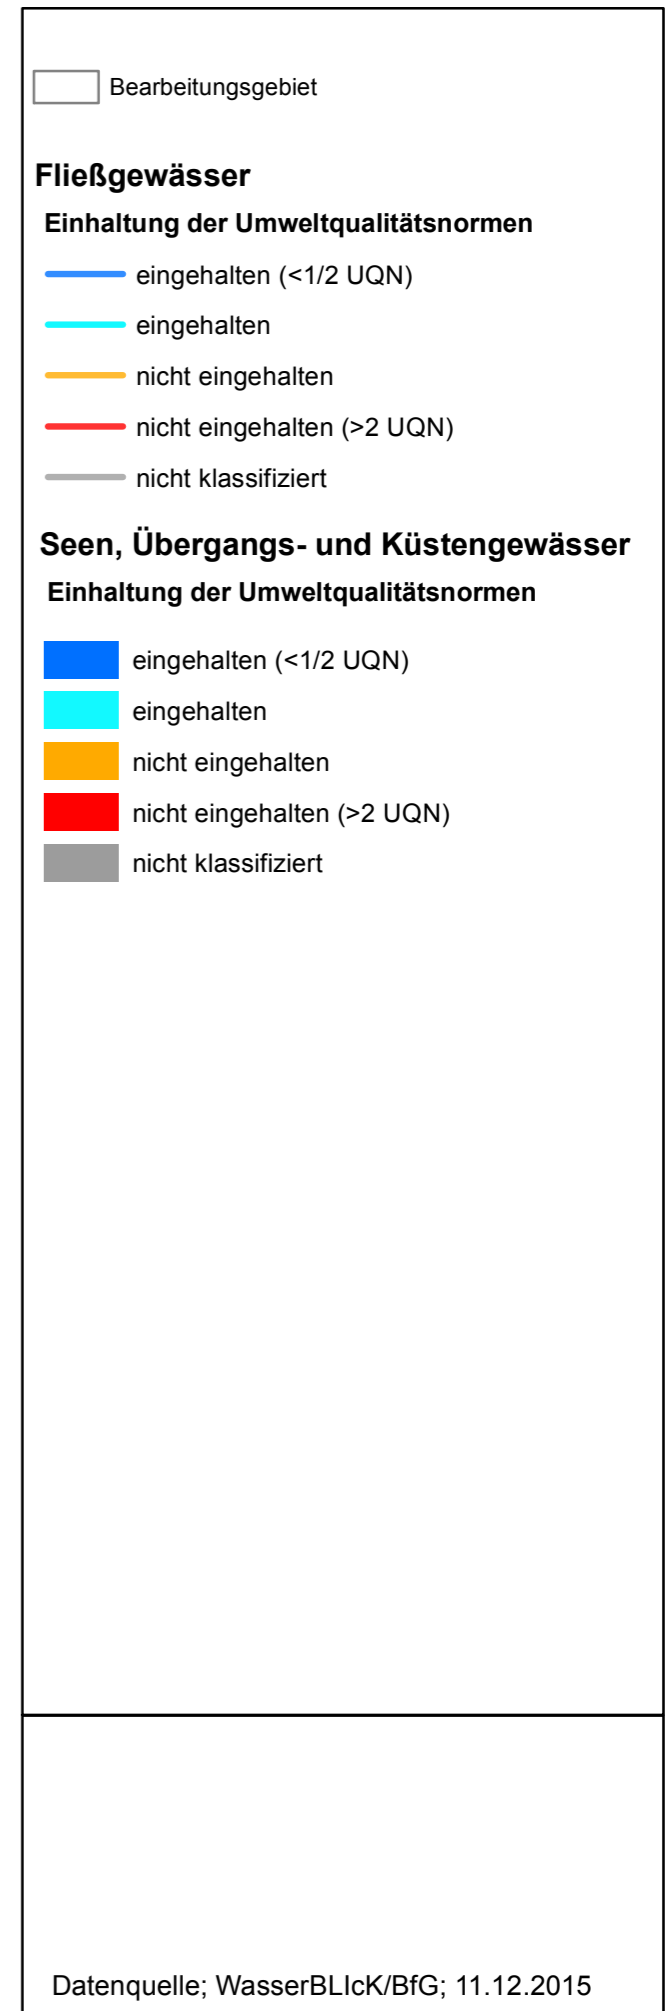 Bearbeitungsgebiet
Fließgewässer
Einhaltung der Umweltqualitätsnormen
eingehalten (<1/2 UQN)
eingehalten
nicht eingehalten
nicht eingehalten (>2 UQN)
nicht klassifiziert
Seen, Übergangs- und Küstengewässer
Einhaltung der Umweltqualitätsnormen
eingehalten (<1/2 UQN)
eingehalten
nicht eingehalten
nicht eingehalten (>2 UQN)
nicht klassifiziert
Datenquelle; WasserBLIcK/BfG; 11.12.2015